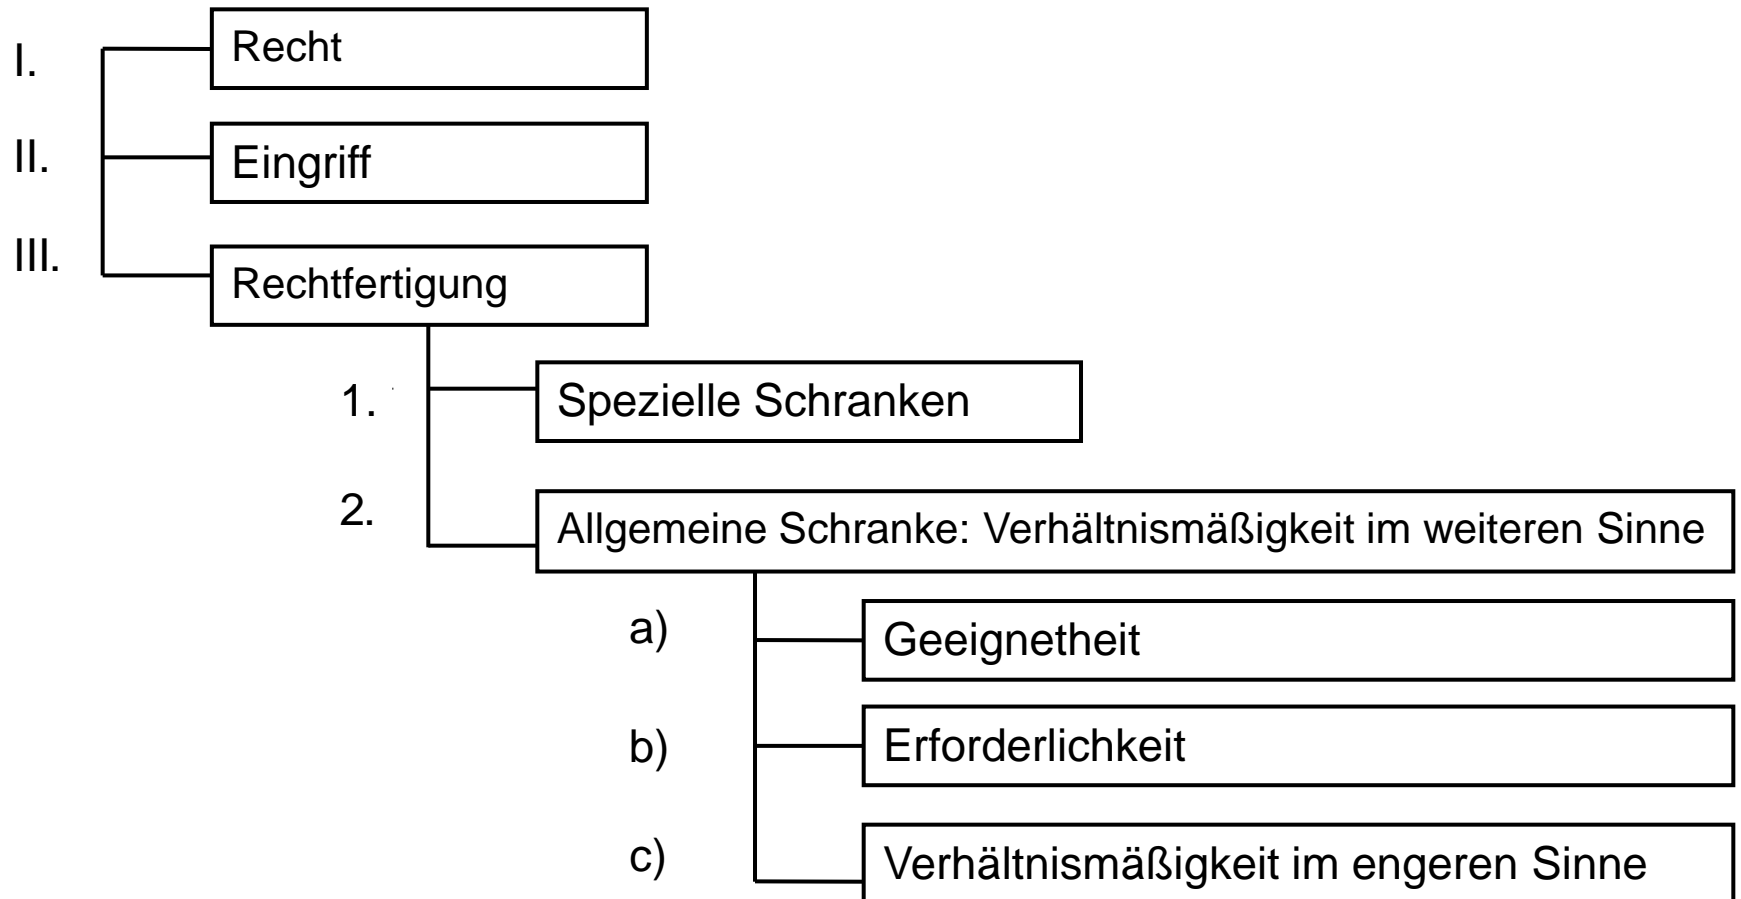 I. Recht
II. Eingriff
III. Rechtfertigung
1. Spezielle Schranken
2. Allgemeine Schranke: Verhältnismäßigkeit im weiteren Sinne
a) Geeignetheit
b) Erforderlichkeit
c) Verhältnismäßigkeit im engeren Sinne